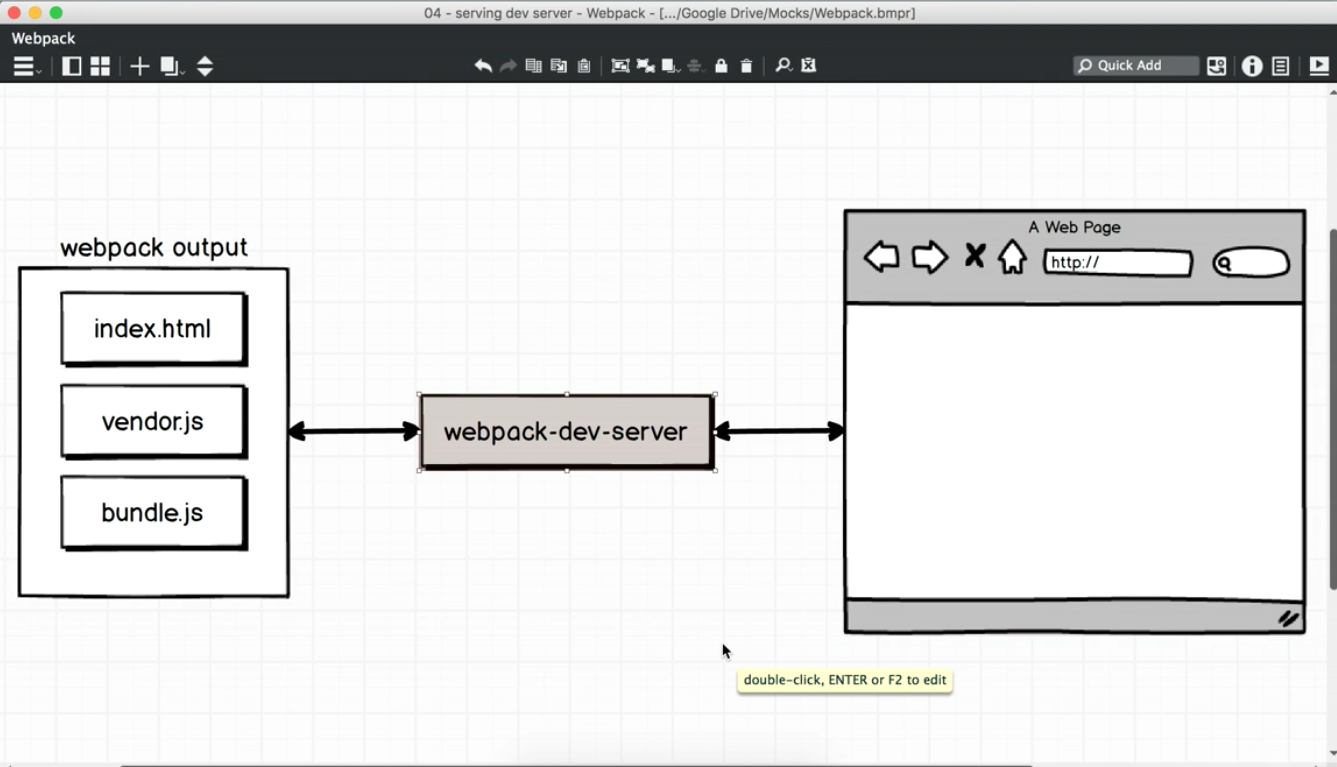 04 - serving dev server - Webpack - [.../Google Drive/Mocks/Webpack.bmpr]
Webpack
Quick Add
webpack output
index.html
vendor.js
bundle.js
webpack-dev-server
A Web Page
http://
double-click, ENTER or F2 to edit